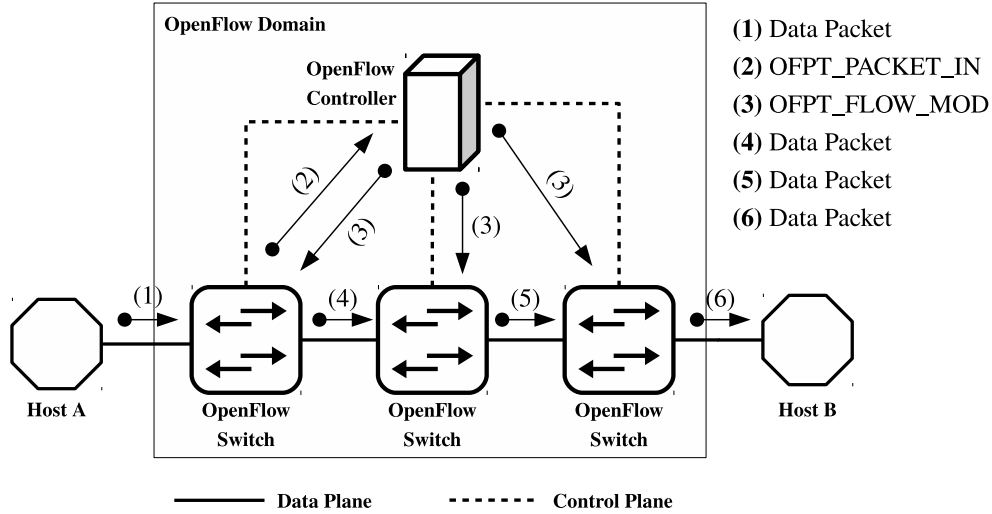 OpenFlow Domain
OpenFlow
Controller
(1) Data Packet
(2) OFPT_PACKET_IN
(3) OFPT_FLOW_MOD
(4) Data Packet
(5) Data Packet
(6) Data Packet
(2)
(3)
(3)
(3)
(1)
(4)
(5)
(6)
Host A
OpenFlow
Switch
OpenFlow
Switch
OpenFlow
Switch
Host B
Data Plane
Control Plane